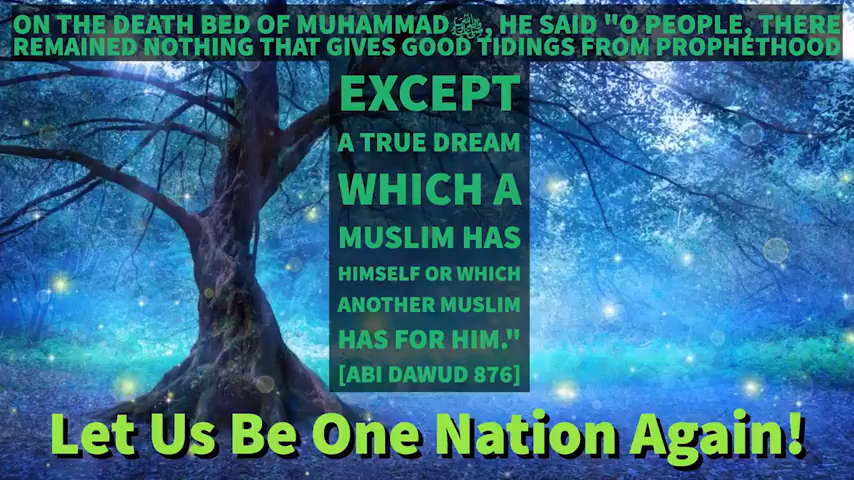 ON THE DEATH BED OF MUHAMMAD ﷺ, HE SAID "O PEOPLE, THERE
REMAINED NOTHING THAT GIVES GOOD TIDINGS FROM PROPHETHOOD
EXCEPT
A TRUE DREAM
WHICH A
MUSLIM HAS
HIMSELF OR WHICH
ANOTHER MUSLIM
HAS FOR HIM."
[ABI DAWUD 876]
Let Us Be One Nation Again!